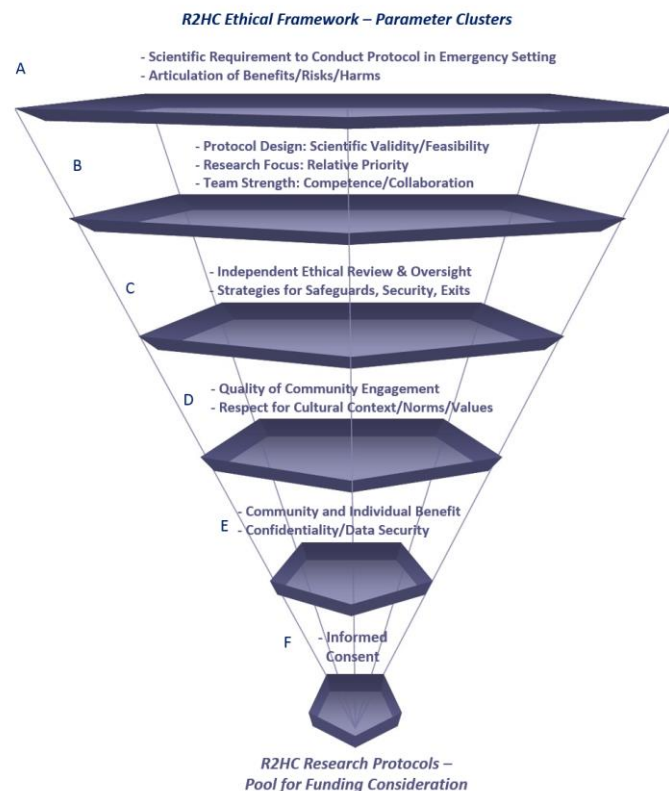 R2HC Ethical Framework – Parameter Clusters
A
- Scientific Requirement to Conduct Protocol in Emergency Setting
- Articulation of Benefits/Risks/Harms
B
- Protocol Design: Scientific Validity/Feasibility
- Research Focus: Relative Priority
- Team Strength: Competence/Collaboration
C
- Independent Ethical Review & Oversight
- Strategies for Safeguards, Security, Exits
D
- Quality of Community Engagement
- Respect for Cultural Context/Norms/Values
E
- Community and Individual Benefit
- Confidentiality/Data Security
F
- Informed
Consent
R2HC Research Protocols –
Pool for Funding Consideration